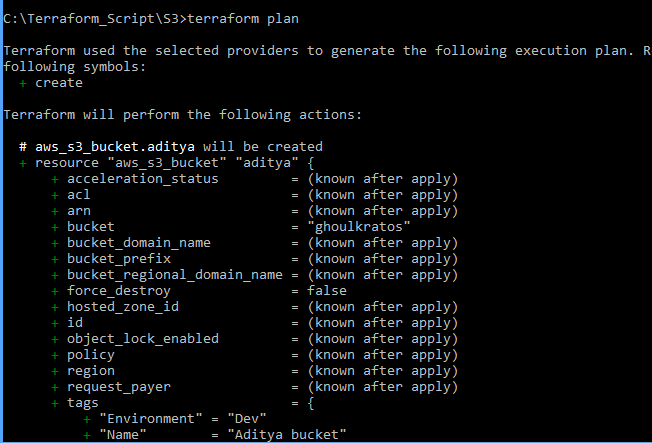 C:\Terraform_Script\S3>terraform plan
Terraform used the selected providers to generate the following execution plan. R
following symbols:
  + create
Terraform will perform the following actions:
  # aws_s3_bucket.aditya will be created
  + resource "aws_s3_bucket" "aditya" {
      + acceleration_status         = (known after apply)
      + acl                         = (known after apply)
      + arn                         = (known after apply)
      + bucket                      = "ghoulkratos"
      + bucket_domain_name          = (known after apply)
      + bucket_prefix               = (known after apply)
      + bucket_regional_domain_name = (known after apply)
      + force_destroy               = false
      + hosted_zone_id              = (known after apply)
      + id                          = (known after apply)
      + object_lock_enabled         = (known after apply)
      + policy                      = (known after apply)
      + region                      = (known after apply)
      + request_payer               = (known after apply)
      + tags                        = {
          + "Environment" = "Dev"
          + "Name"        = "Aditya bucket"